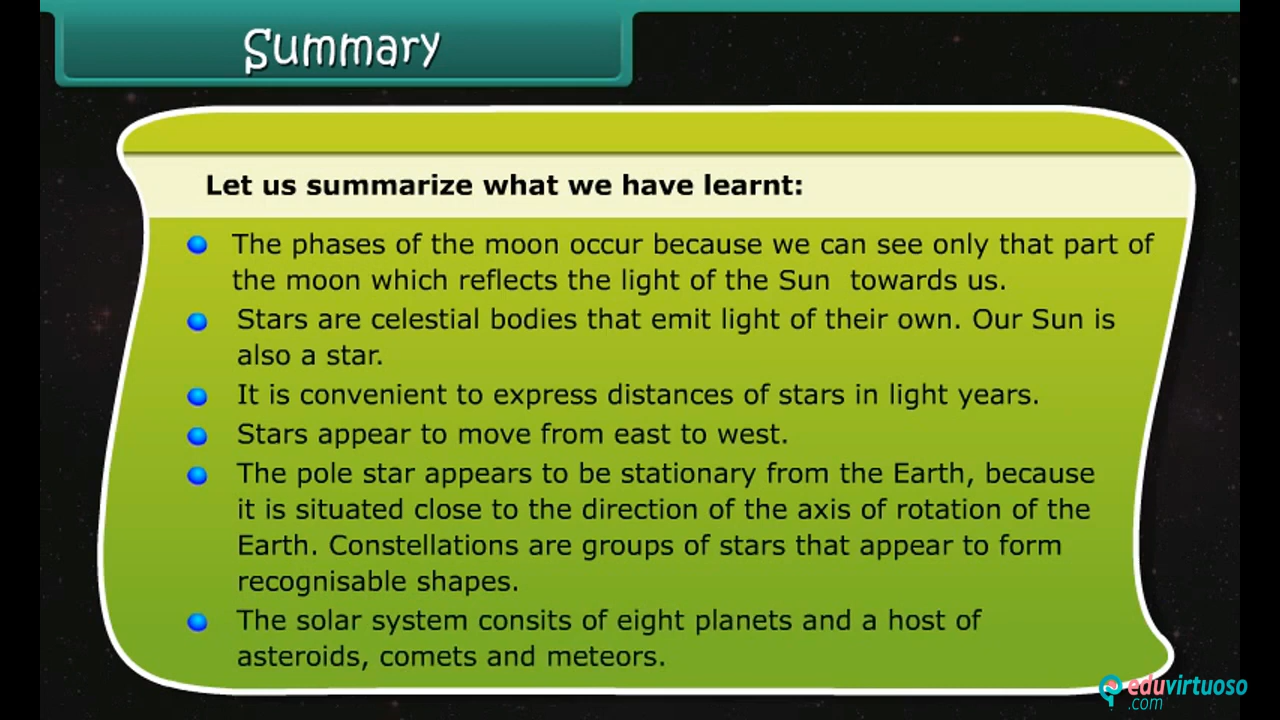 Summary
Let us summarize what we have learnt:
The phases of the moon occur because we can see only that part of
the moon which reflects the light of the Sun towards us.
Stars are celestial bodies that emit light of their own. Our Sun is
also a star.
It is convenient to express distances of stars in light years.
Stars appear to move from east to west.
The pole star appears to be stationary from the Earth, because
it is situated close to the direction of the axis of rotation of the
Earth. Constellations are groups of stars that appear to form
recognisable shapes.
The solar system consits of eight planets and a host of
asteroids, comets and meteors.
eduvirtuoso
.com